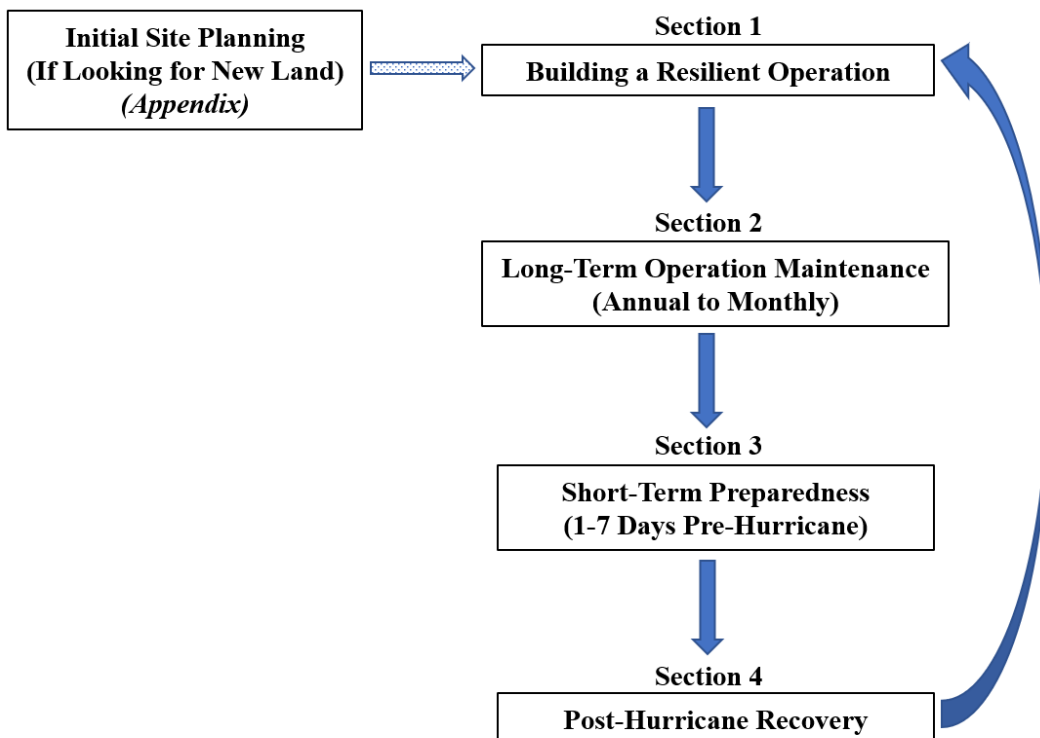 Initial Site Planning
(If Looking for New Land)
(Appendix)
Section 1
Building a Resilient Operation
Section 2
Long-Term Operation Maintenance
(Annual to Monthly)
Section 3
Short-Term Preparedness
(1-7 Days Pre-Hurricane)
Section 4
Post-Hurricane Recovery